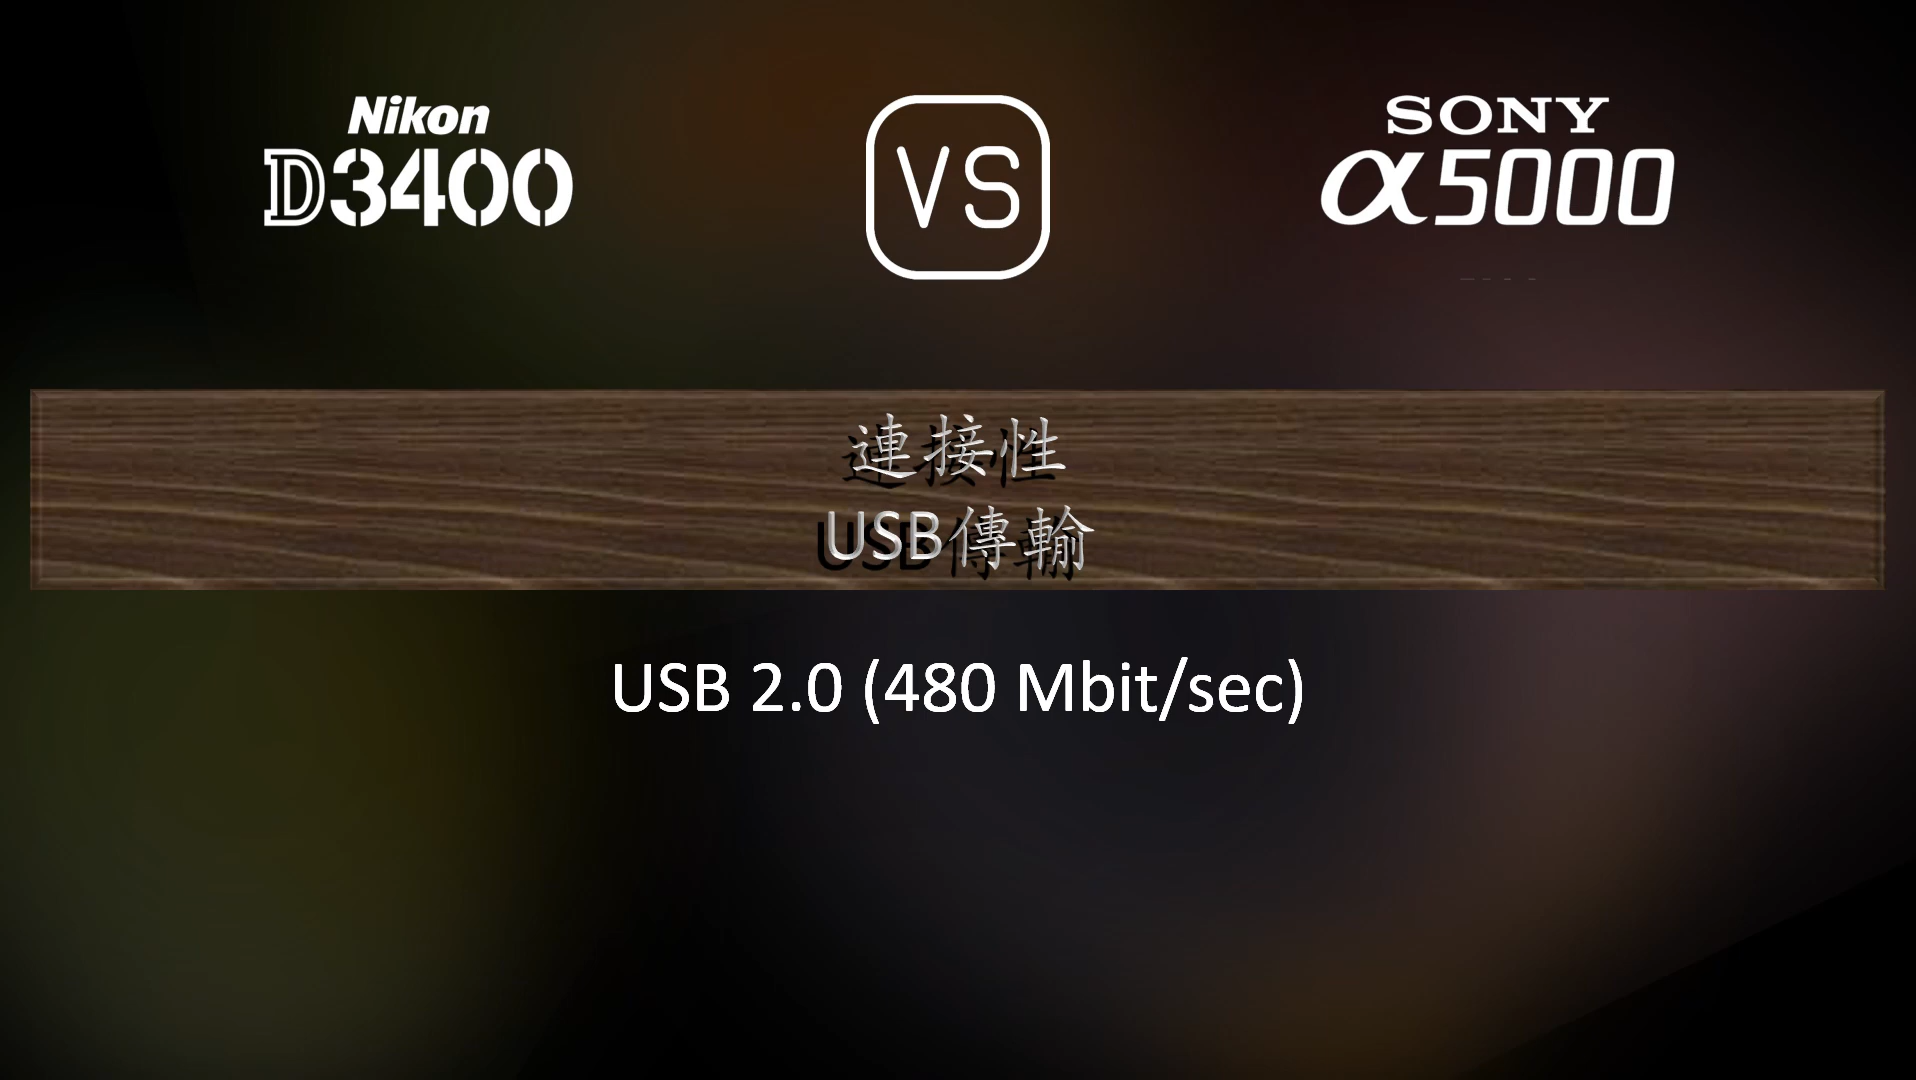 Nikon
D3400
VS
SONY
α5000
連接性
USB傳輸
USB 2.0 (480 Mbit/sec)